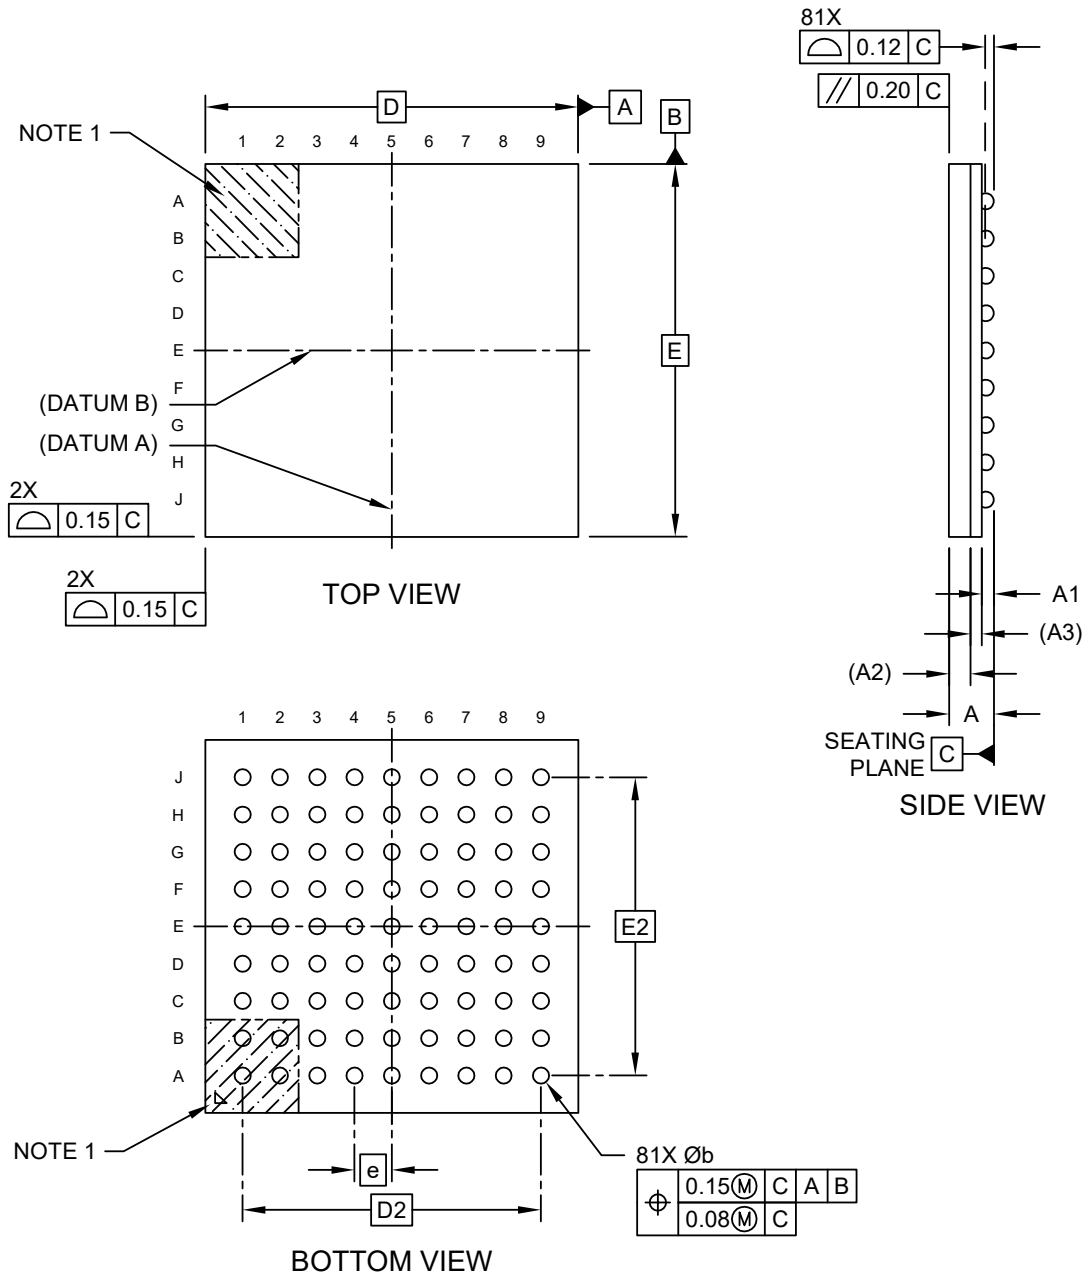 81X
0.12 C
// 0.20 C
D
A
B
NOTE 1
1 2 3 4 5 6 7 8 9
A
B
C
D
E
E
F
G
H
J
(DATUM B)
(DATUM A)
2X
0.15 C
2X
0.15 C
TOP VIEW
A1
(A3)
(A2)
A
SEATING
PLANE
C
SIDE VIEW
1 2 3 4 5 6 7 8 9
J
H
G
F
E
D
C
B
A
E2
NOTE 1
e
D2
81X Øb
0.15Ⓜ C A B
0.08Ⓜ C
BOTTOM VIEW